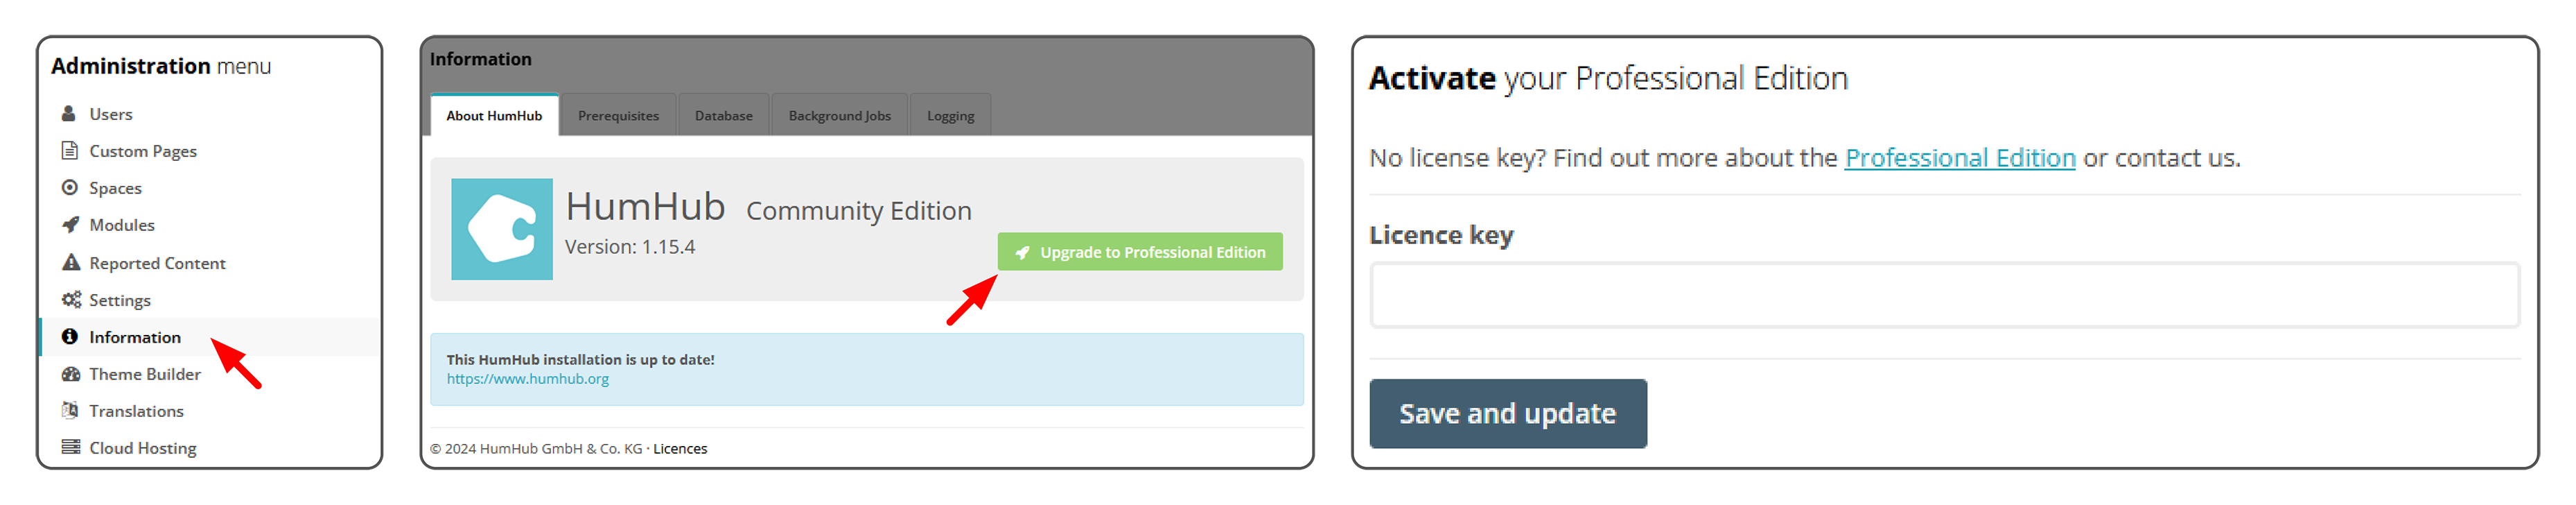 Administration menu
Users
Custom Pages
Spaces
Modules
Reported Content
Settings
Information
Theme Builder
Translations
Cloud Hosting
Information
About HumHub
Prerequisites
Database
Background Jobs
Logging
HumHub Community Edition
Version: 1.15.4
Upgrade to Professional Edition
This HumHub installation is up to date!
https://www.humhub.org
© 2024 HumHub GmbH & Co. KG · Licences
Activate your Professional Edition
No license key? Find out more about the Professional Edition or contact us.
Licence key
Save and update